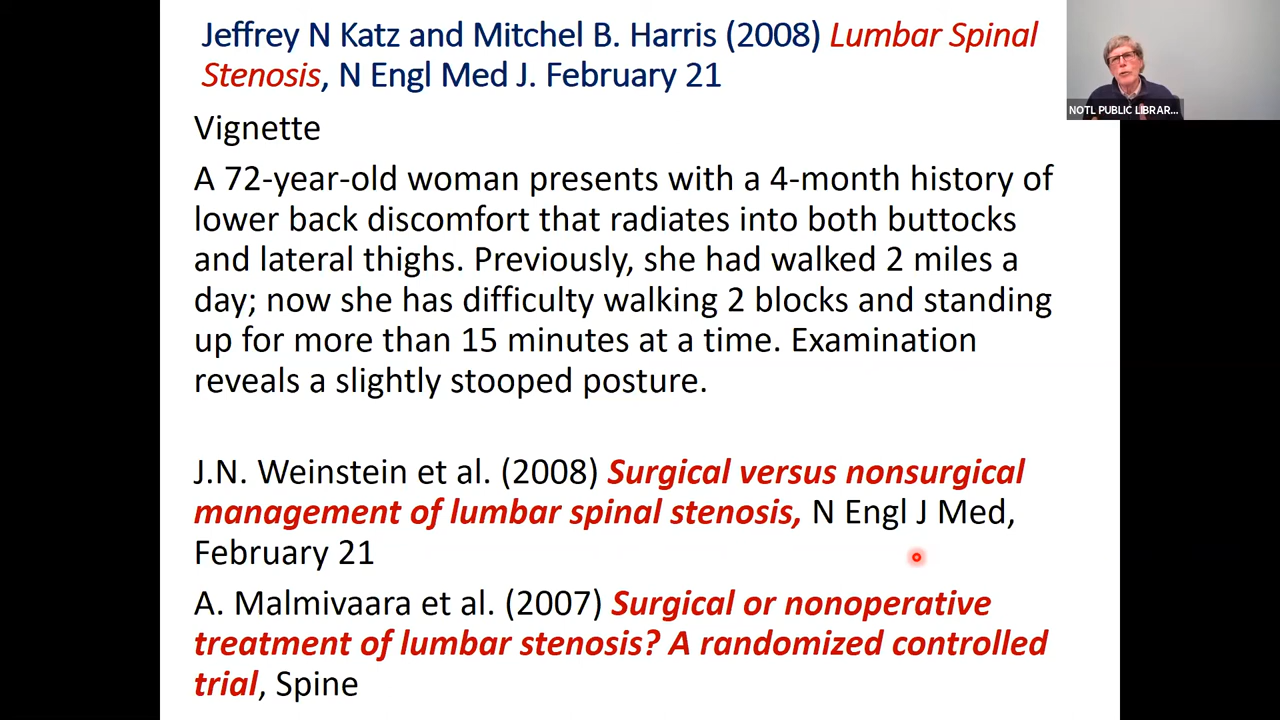 Jeffrey N Katz and Mitchel B. Harris (2008) Lumbar Spinal
Stenosis, N Engl Med J. February 21
NOTL PUBLIC LIBRAR...
Vignette
A 72-year-old woman presents with a 4-month history of
lower back discomfort that radiates into both buttocks
and lateral thighs. Previously, she had walked 2 miles a
day; now she has difficulty walking 2 blocks and standing
up for more than 15 minutes at a time. Examination
reveals a slightly stooped posture.
J.N. Weinstein et al. (2008) Surgical versus nonsurgical
management of lumbar spinal stenosis, N Engl J Med,
February 21
A. Malmivaara et al. (2007) Surgical or nonoperative
treatment of lumbar stenosis? A randomized controlled
trial, Spine